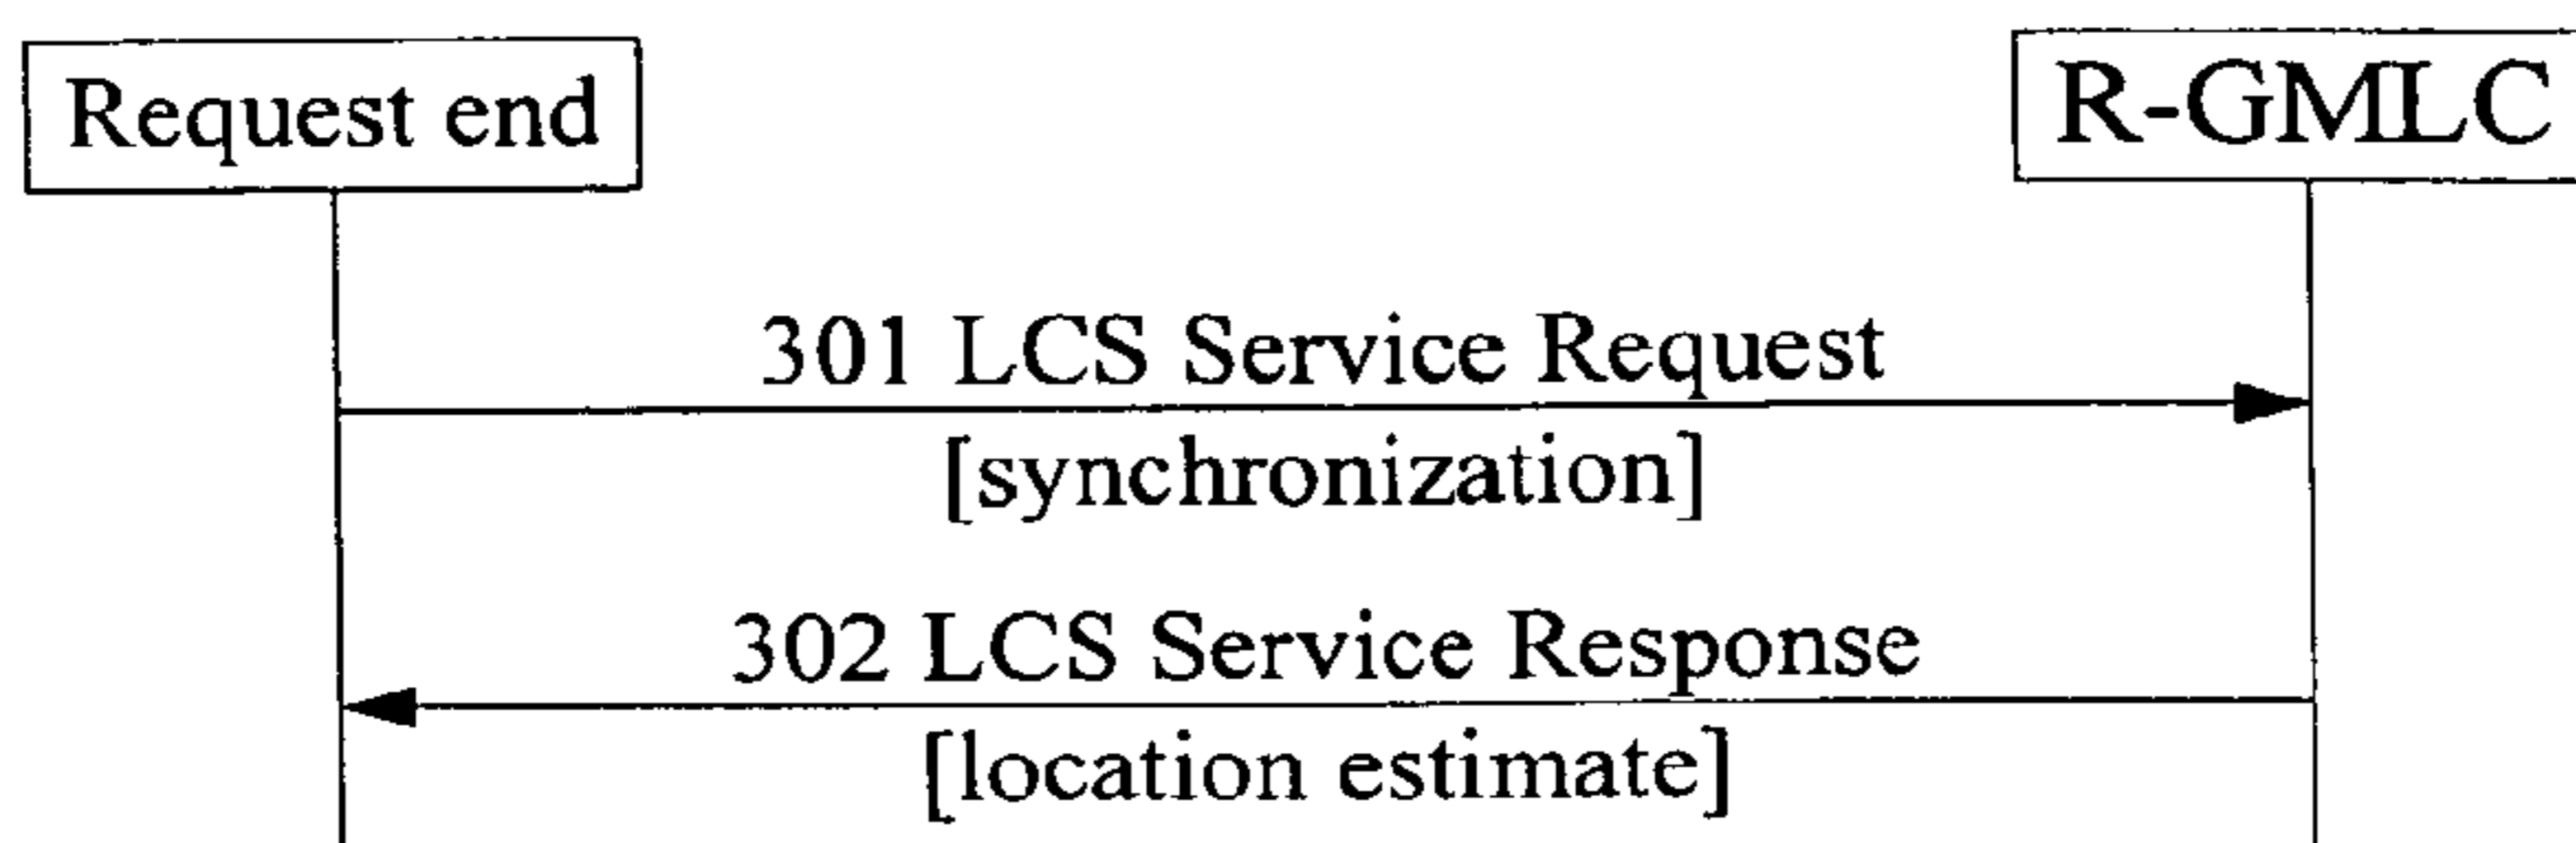 Request end
R-GMLC
301 LCS Service Request
[synchronization]
302 LCS Service Response
[location estimate]